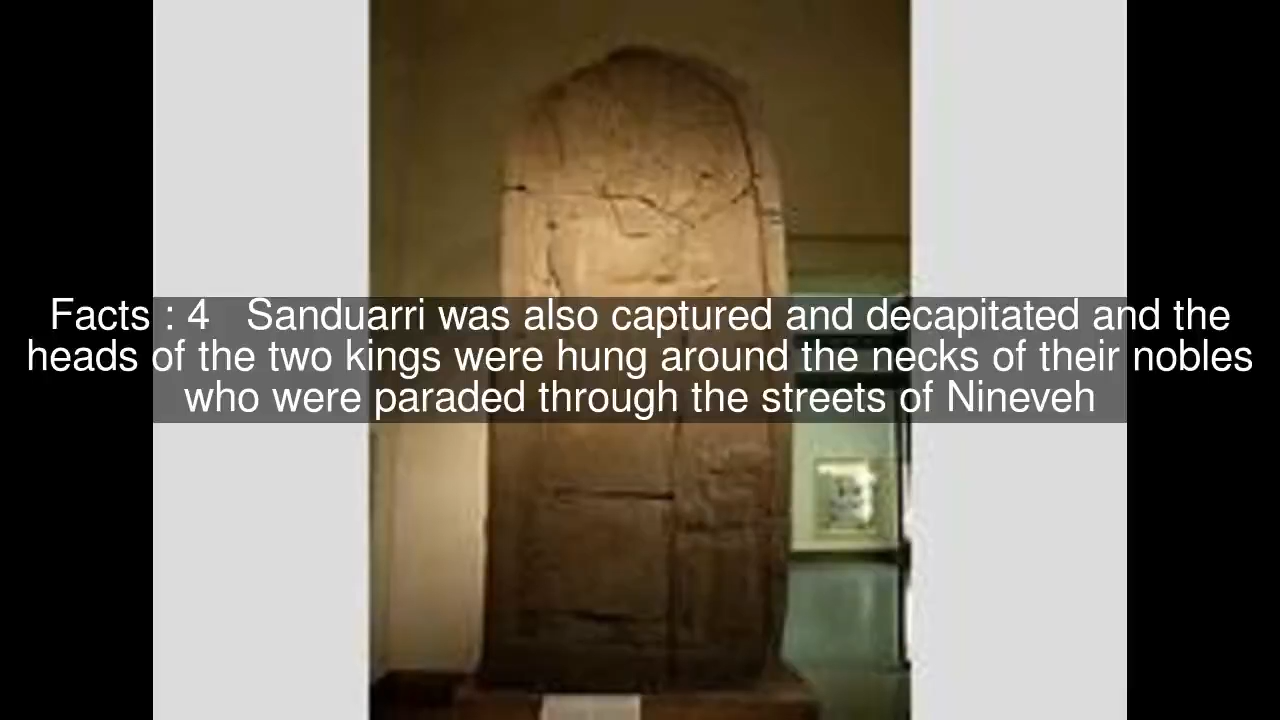 Facts : 4   Sanduarri was also captured and decapitated and the
heads of the two kings were hung around the necks of their nobles
who were paraded through the streets of Nineveh